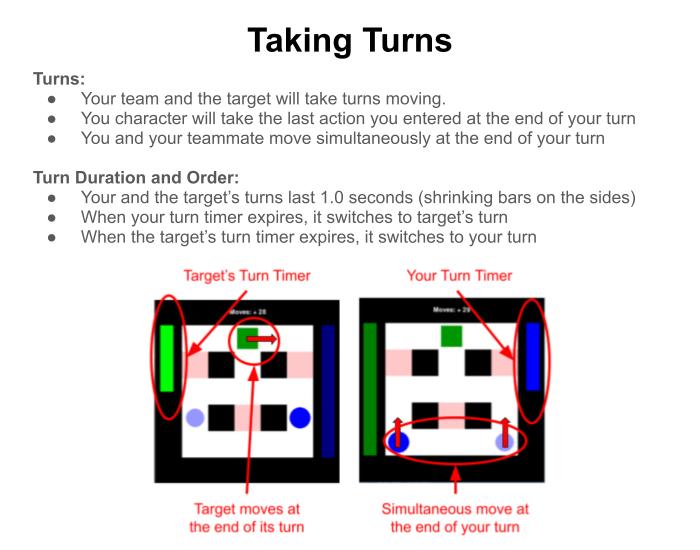 Taking Turns
Turns:
● Your team and the target will take turns moving.
● You character will take the last action you entered at the end of your turn
● You and your teammate move simultaneously at the end of your turn
Turn Duration and Order:
● Your and the target's turns last 1.0 seconds (shrinking bars on the sides)
● When your turn timer expires, it switches to target's turn
● When the target's turn timer expires, it switches to your turn
Target's Turn Timer
Your Turn Timer
Moves: + 28
Moves: + 29
Target moves at
the end of its turn
Simultaneous move at
the end of your turn